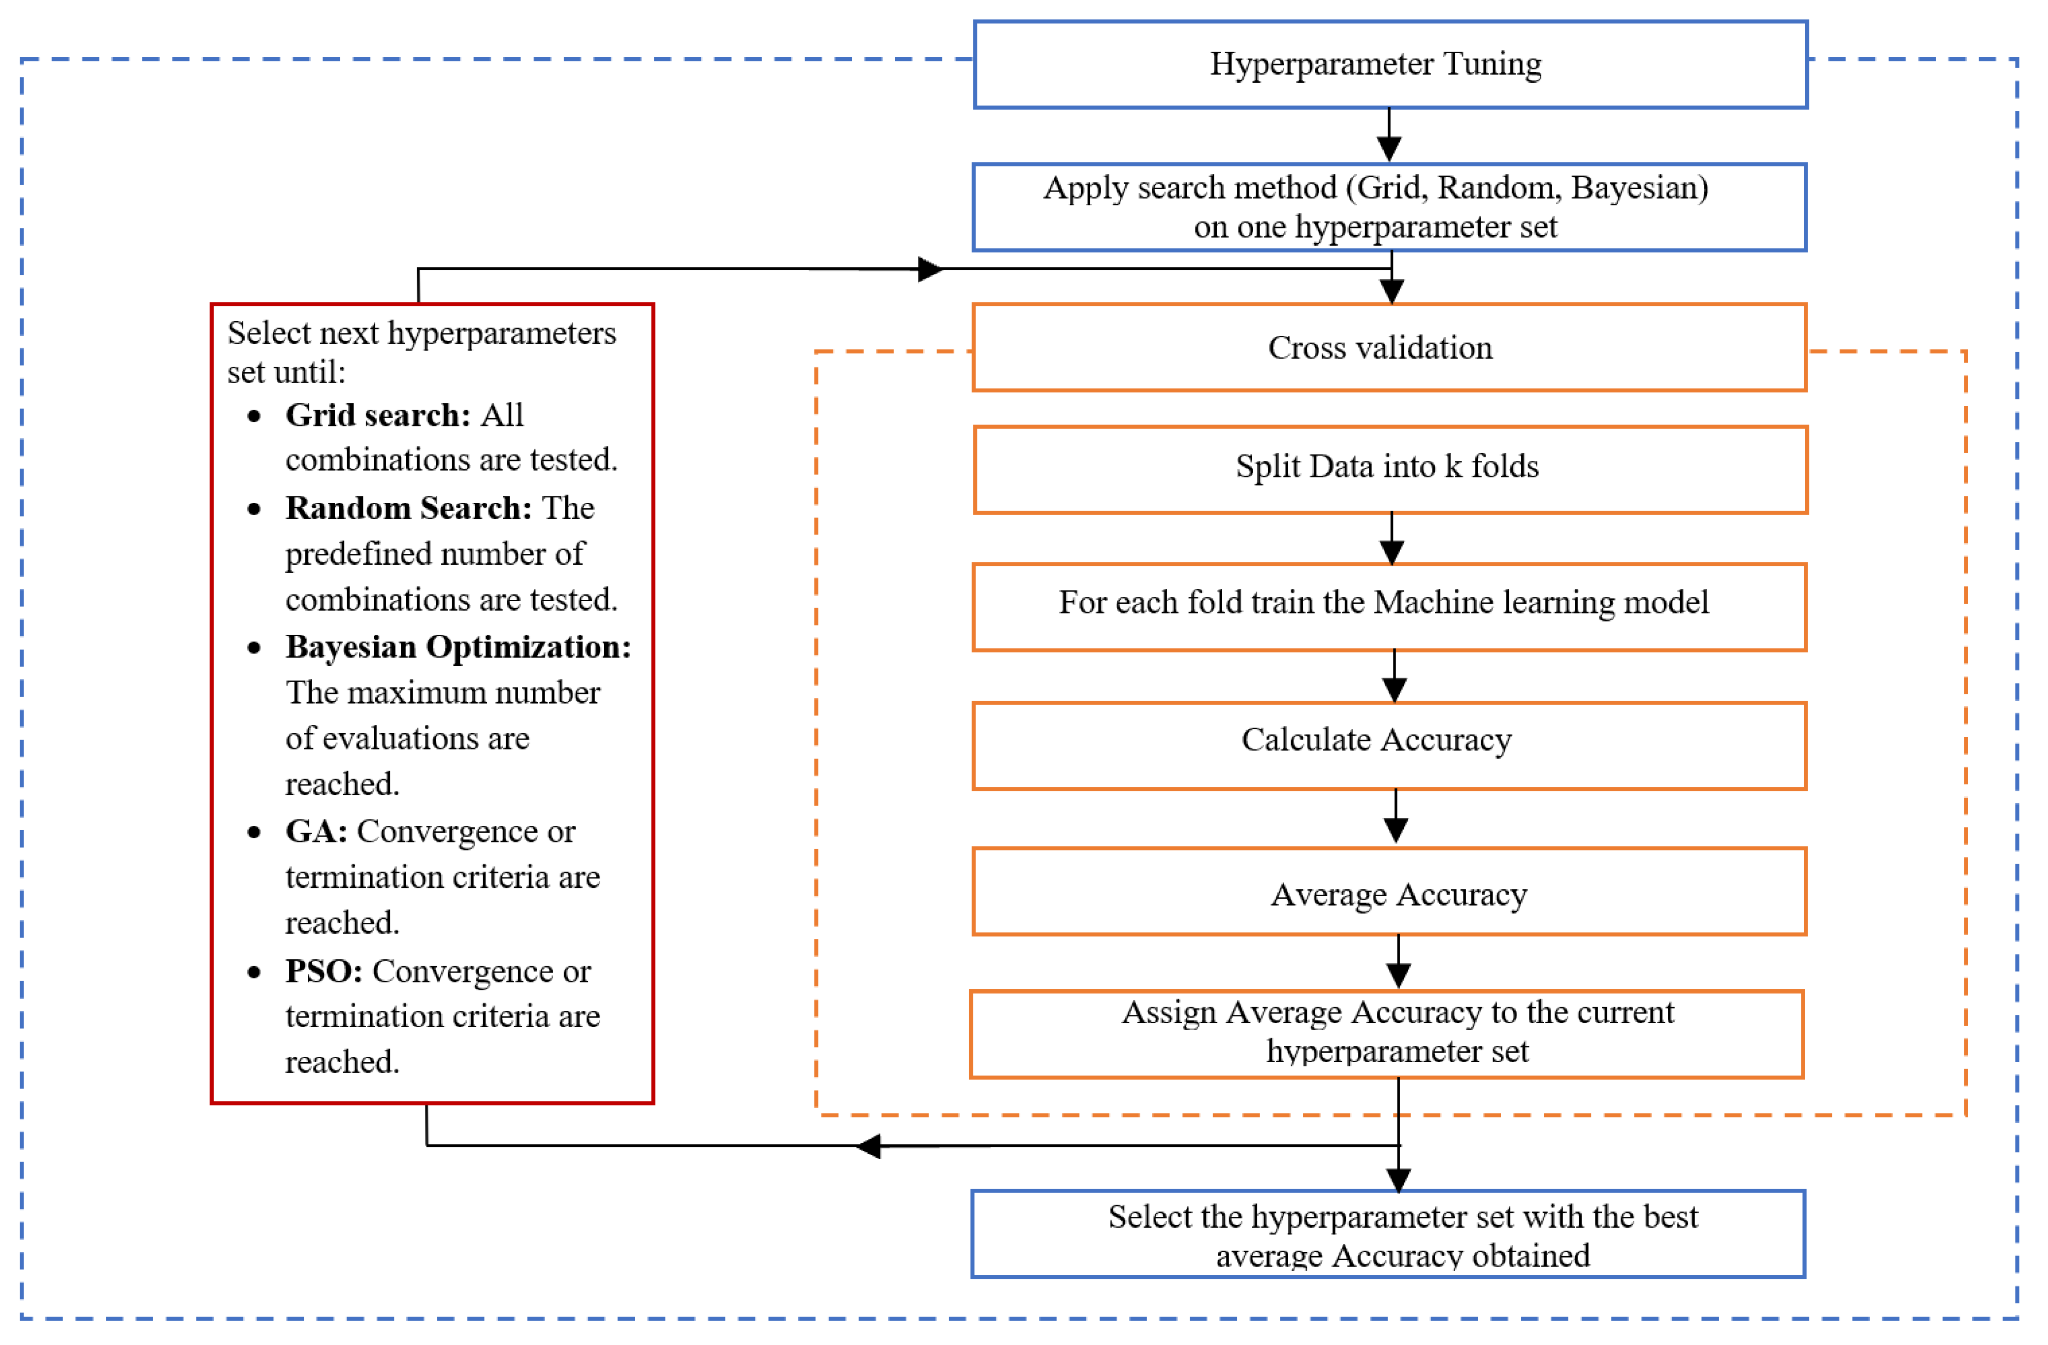 Hyperparameter Tuning
Apply search method (Grid, Random, Bayesian)
on one hyperparameter set
Select next hyperparameters
set until:
• Grid search: All
combinations are tested.
• Random Search: The
predefined number of
combinations are tested.
• Bayesian Optimization:
The maximum number
of evaluations are
reached.
• GA: Convergence or
termination criteria are
reached.
• PSO: Convergence or
termination criteria are
reached.
Cross validation
Split Data into k folds
For each fold train the Machine learning model
Calculate Accuracy
Average Accuracy
Assign Average Accuracy to the current
hyperparameter set
Select the hyperparameter set with the best
average Accuracy obtained